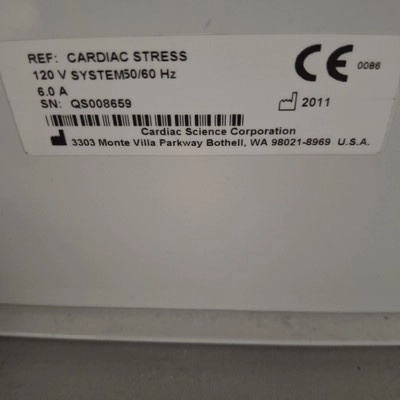 REF: CARDIAC STRESS
120 V SYSTEM50/60 Hz
6.0 A
SN: QS008659
CE 0086
2011
Cardiac Science Corporation
3303 Monte Villa Parkway Bothell, WA 98021-8969 U.S.A.